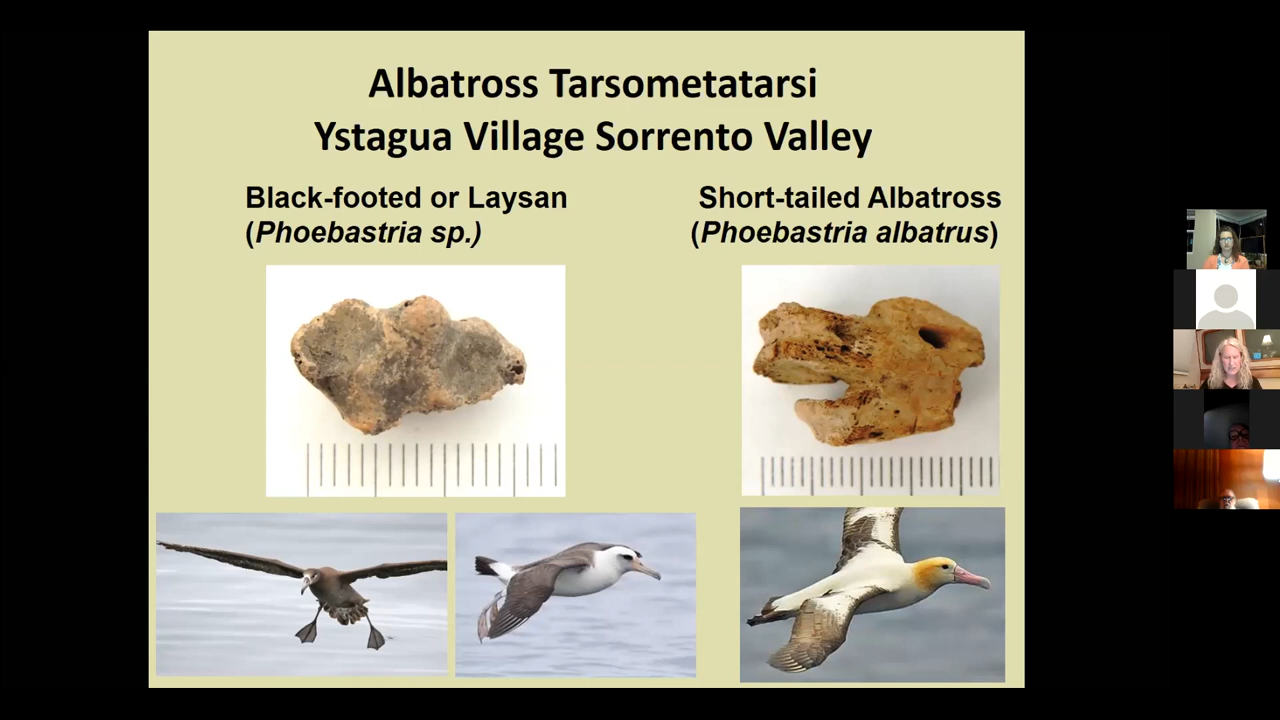 Albatross Tarsometatarsi
Ystagua Village Sorrento Valley
Black-footed or Laysan
(Phoebastria sp.)
Short-tailed Albatross
(Phoebastria albatrus)